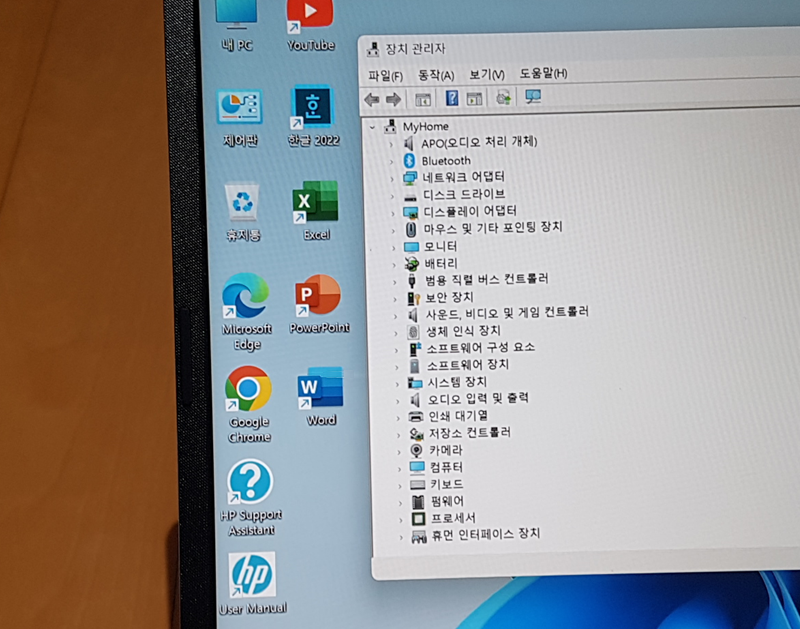 내 PC
YouTube
제어판
한글 2022
휴지통
Excel
Microsoft Edge
PowerPoint
Google Chrome
Word
HP Support Assistant
User Manual
장치 관리자
파일(F) 동작(A) 보기(V) 도움말(H)
MyHome
APO(오디오 처리 개체)
Bluetooth
네트워크 어댑터
디스크 드라이브
디스플레이 어댑터
마우스 및 기타 포인팅 장치
모니터
배터리
범용 직렬 버스 컨트롤러
보안 장치
사운드, 비디오 및 게임 컨트롤러
생체 인식 장치
소프트웨어 구성 요소
소프트웨어 장치
시스템 장치
오디오 입력 및 출력
인쇄 대기열
저장소 컨트롤러
카메라
컴퓨터
키보드
펌웨어
프로세서
휴먼 인터페이스 장치